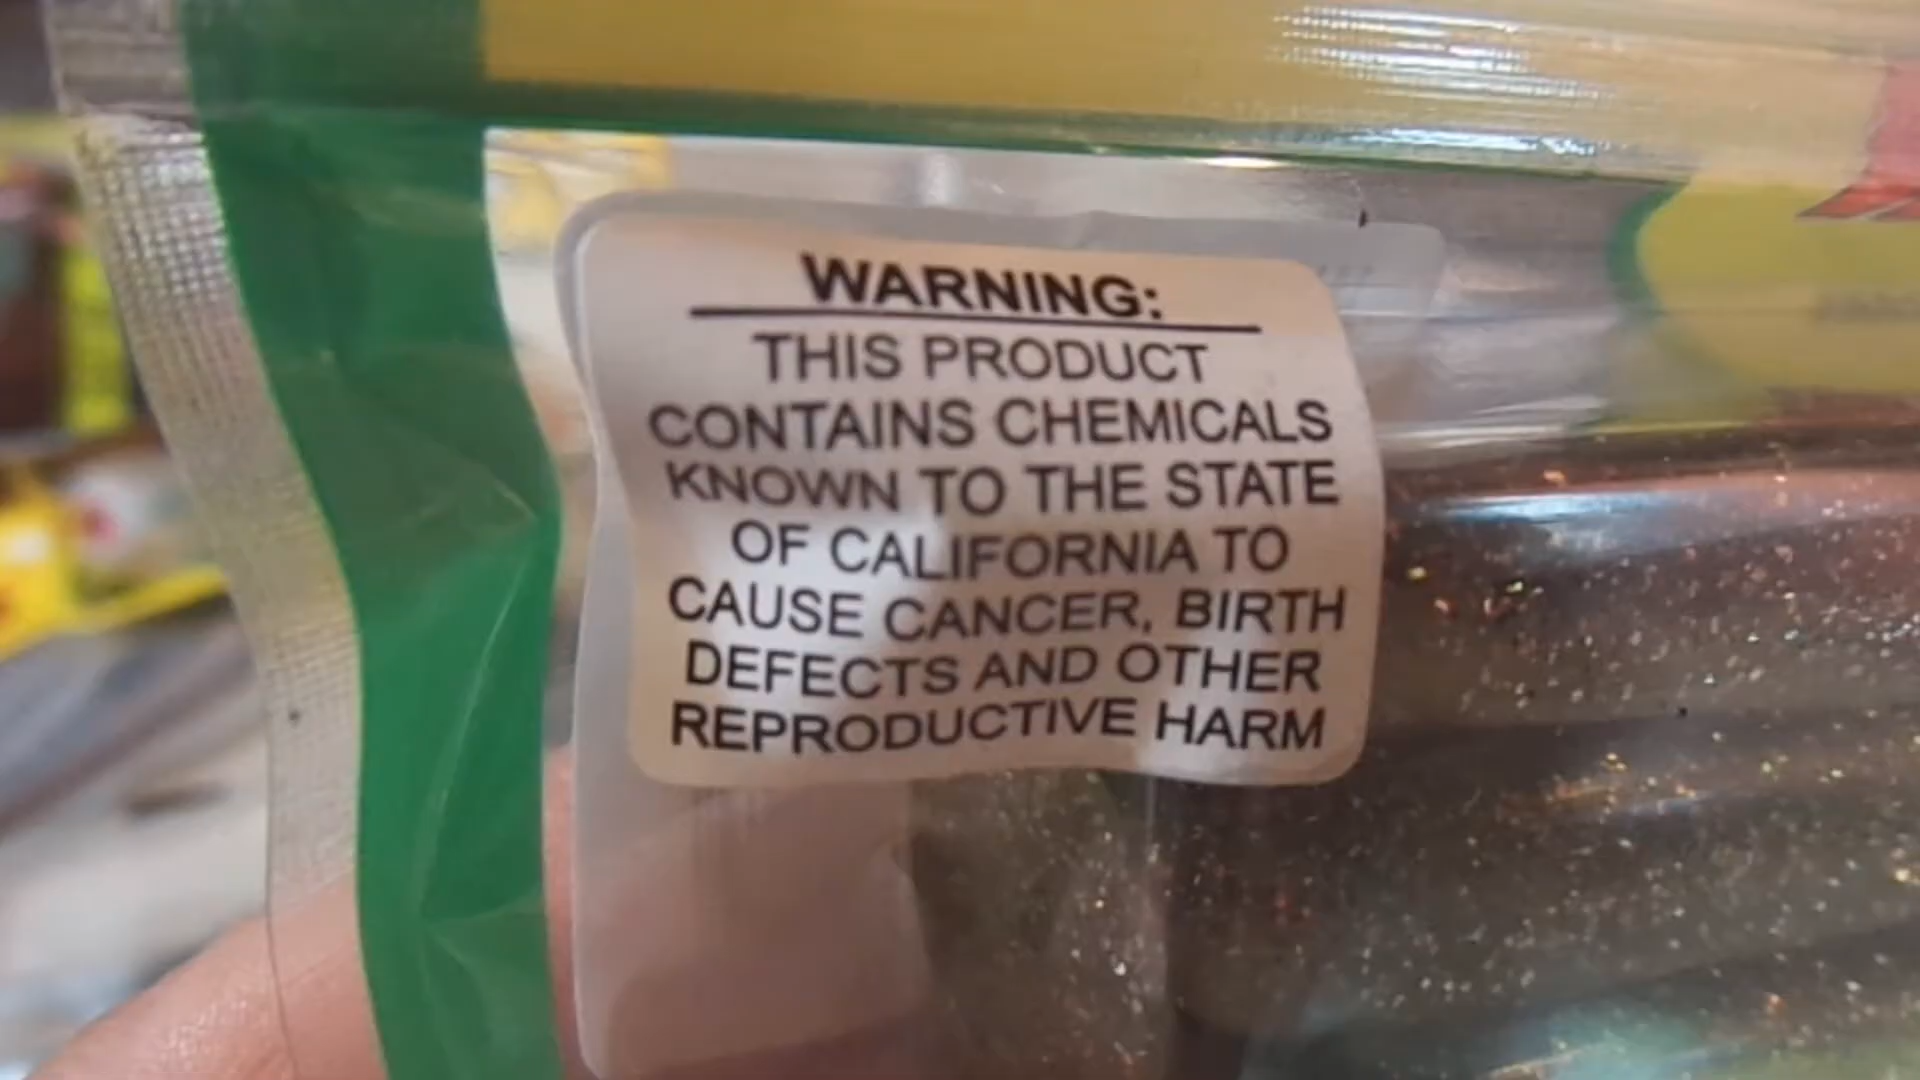 WARNING:
THIS PRODUCT
CONTAINS CHEMICALS
KNOWN TO THE STATE
OF CALIFORNIA TO
CAUSE CANCER, BIRTH
DEFECTS AND OTHER
REPRODUCTIVE HARM